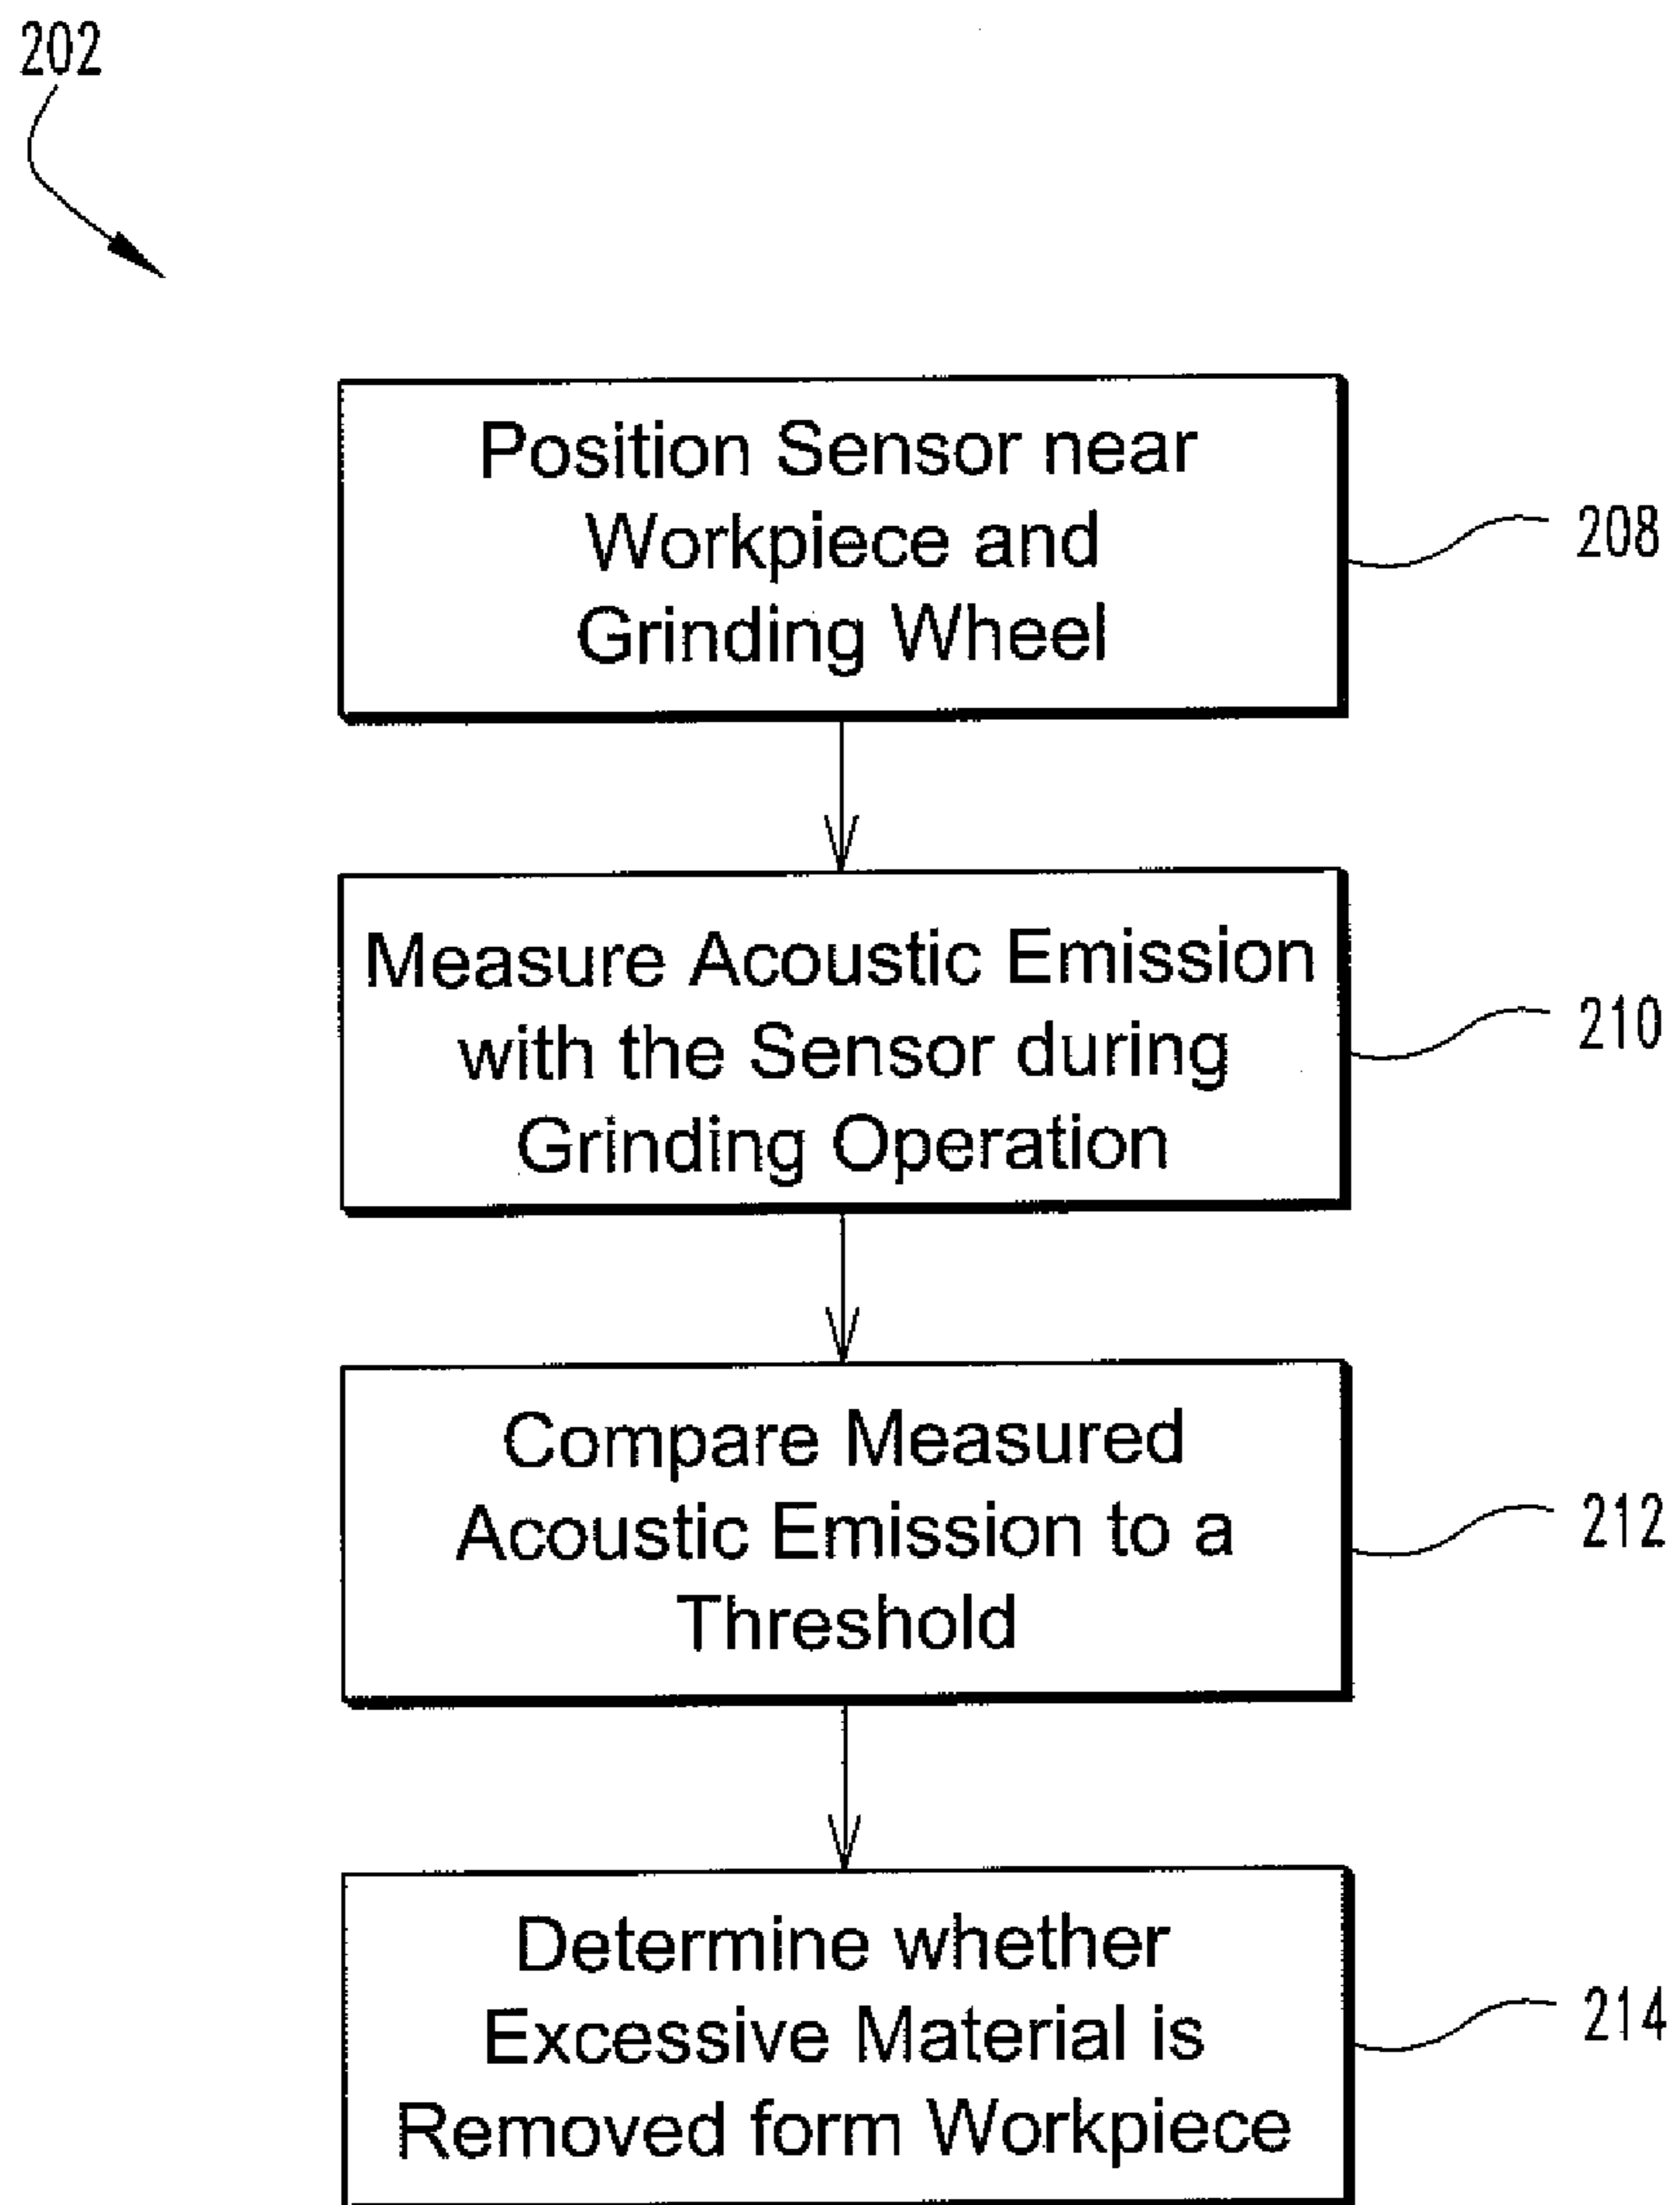 202
Position Sensor near
Workpiece and
Grinding Wheel
208
Measure Acoustic Emission
with the Sensor during
Grinding Operation
210
Compare Measured
Acoustic Emission to a
Threshold
212
Determine whether
Excessive Material is
Removed form Workpiece
214